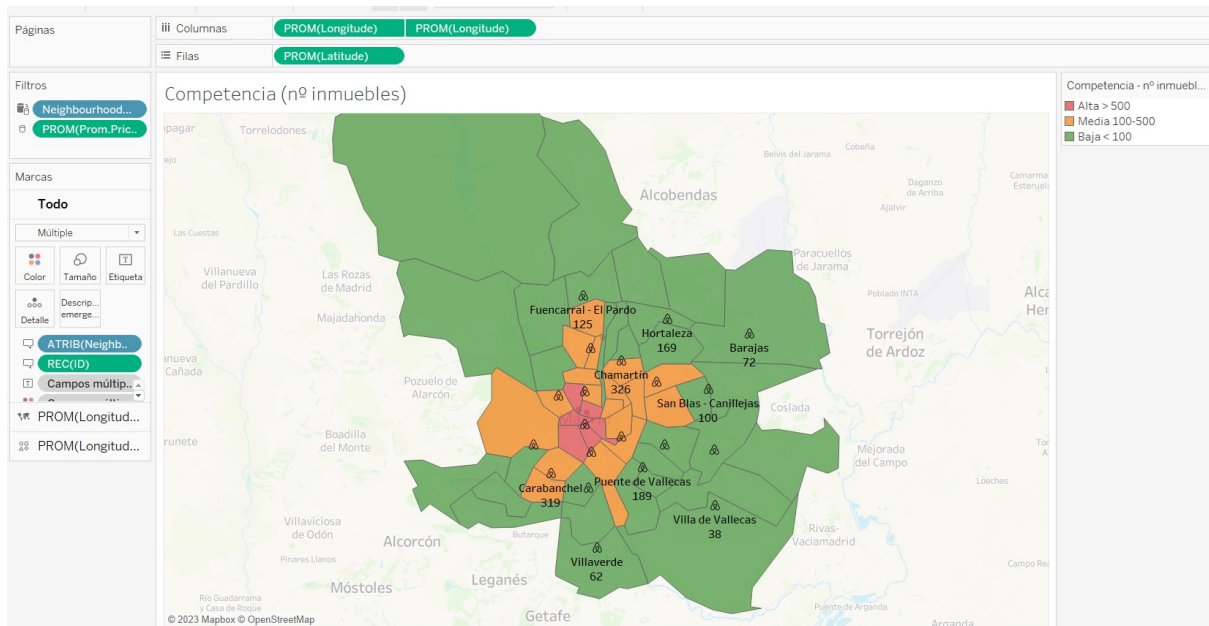 Páginas
iii Columnas
PROM(Longitude)
PROM(Longitude)
Filas
PROM(Latitude)
Filtros
Neighbourhood...
PROM(Prom.Pric..
Marcas
Todo
Múltiple
Color
Tamaño
Etiqueta
Detalle
Descrip...
emerge...
ATRIB(Neighb..
REC(ID)
Campos múltip...
PROM(Longitud...
PROM(Longitud...
Competencia (nº inmuebles)
Torrelodones
Belvis del Jarama
Cobeña
Daganzo
de Arriba
Ajalvir
Alcobendas
Las Cuestas
Paracuellos
de Jarama
Villanueva
del Pardillo
Las Rozas
de Madrid
Poblado INTA
Majadahonda
Fuencarral - El Pardo
125
Hortaleza
169
Barajas
72
Torrejón
de Ardoz
Chamartín
326
Pozuelo de
Alarcón
San Blas - Canillejas
100
Coslada
Boadilla
del Monte
Mejorada
del Campo
Loeches
Carabanchel
319
Puente de Vallecas
189
Villa de Vallecas
38
Villaviciosa
de Odón
Alcorcón
Butarque
Rivas-
Vaciamadrid
Pinares Llanos
Villaverde
62
Leganés
Móstoles
Río Guadarrama
y Casa de Roque
Getafe
Puente de Arganda
Arganda
© 2023 Mapbox © OpenStreetMap
Competencia - nº inmuebl...
Alta > 500
Media 100-500
Baja < 100